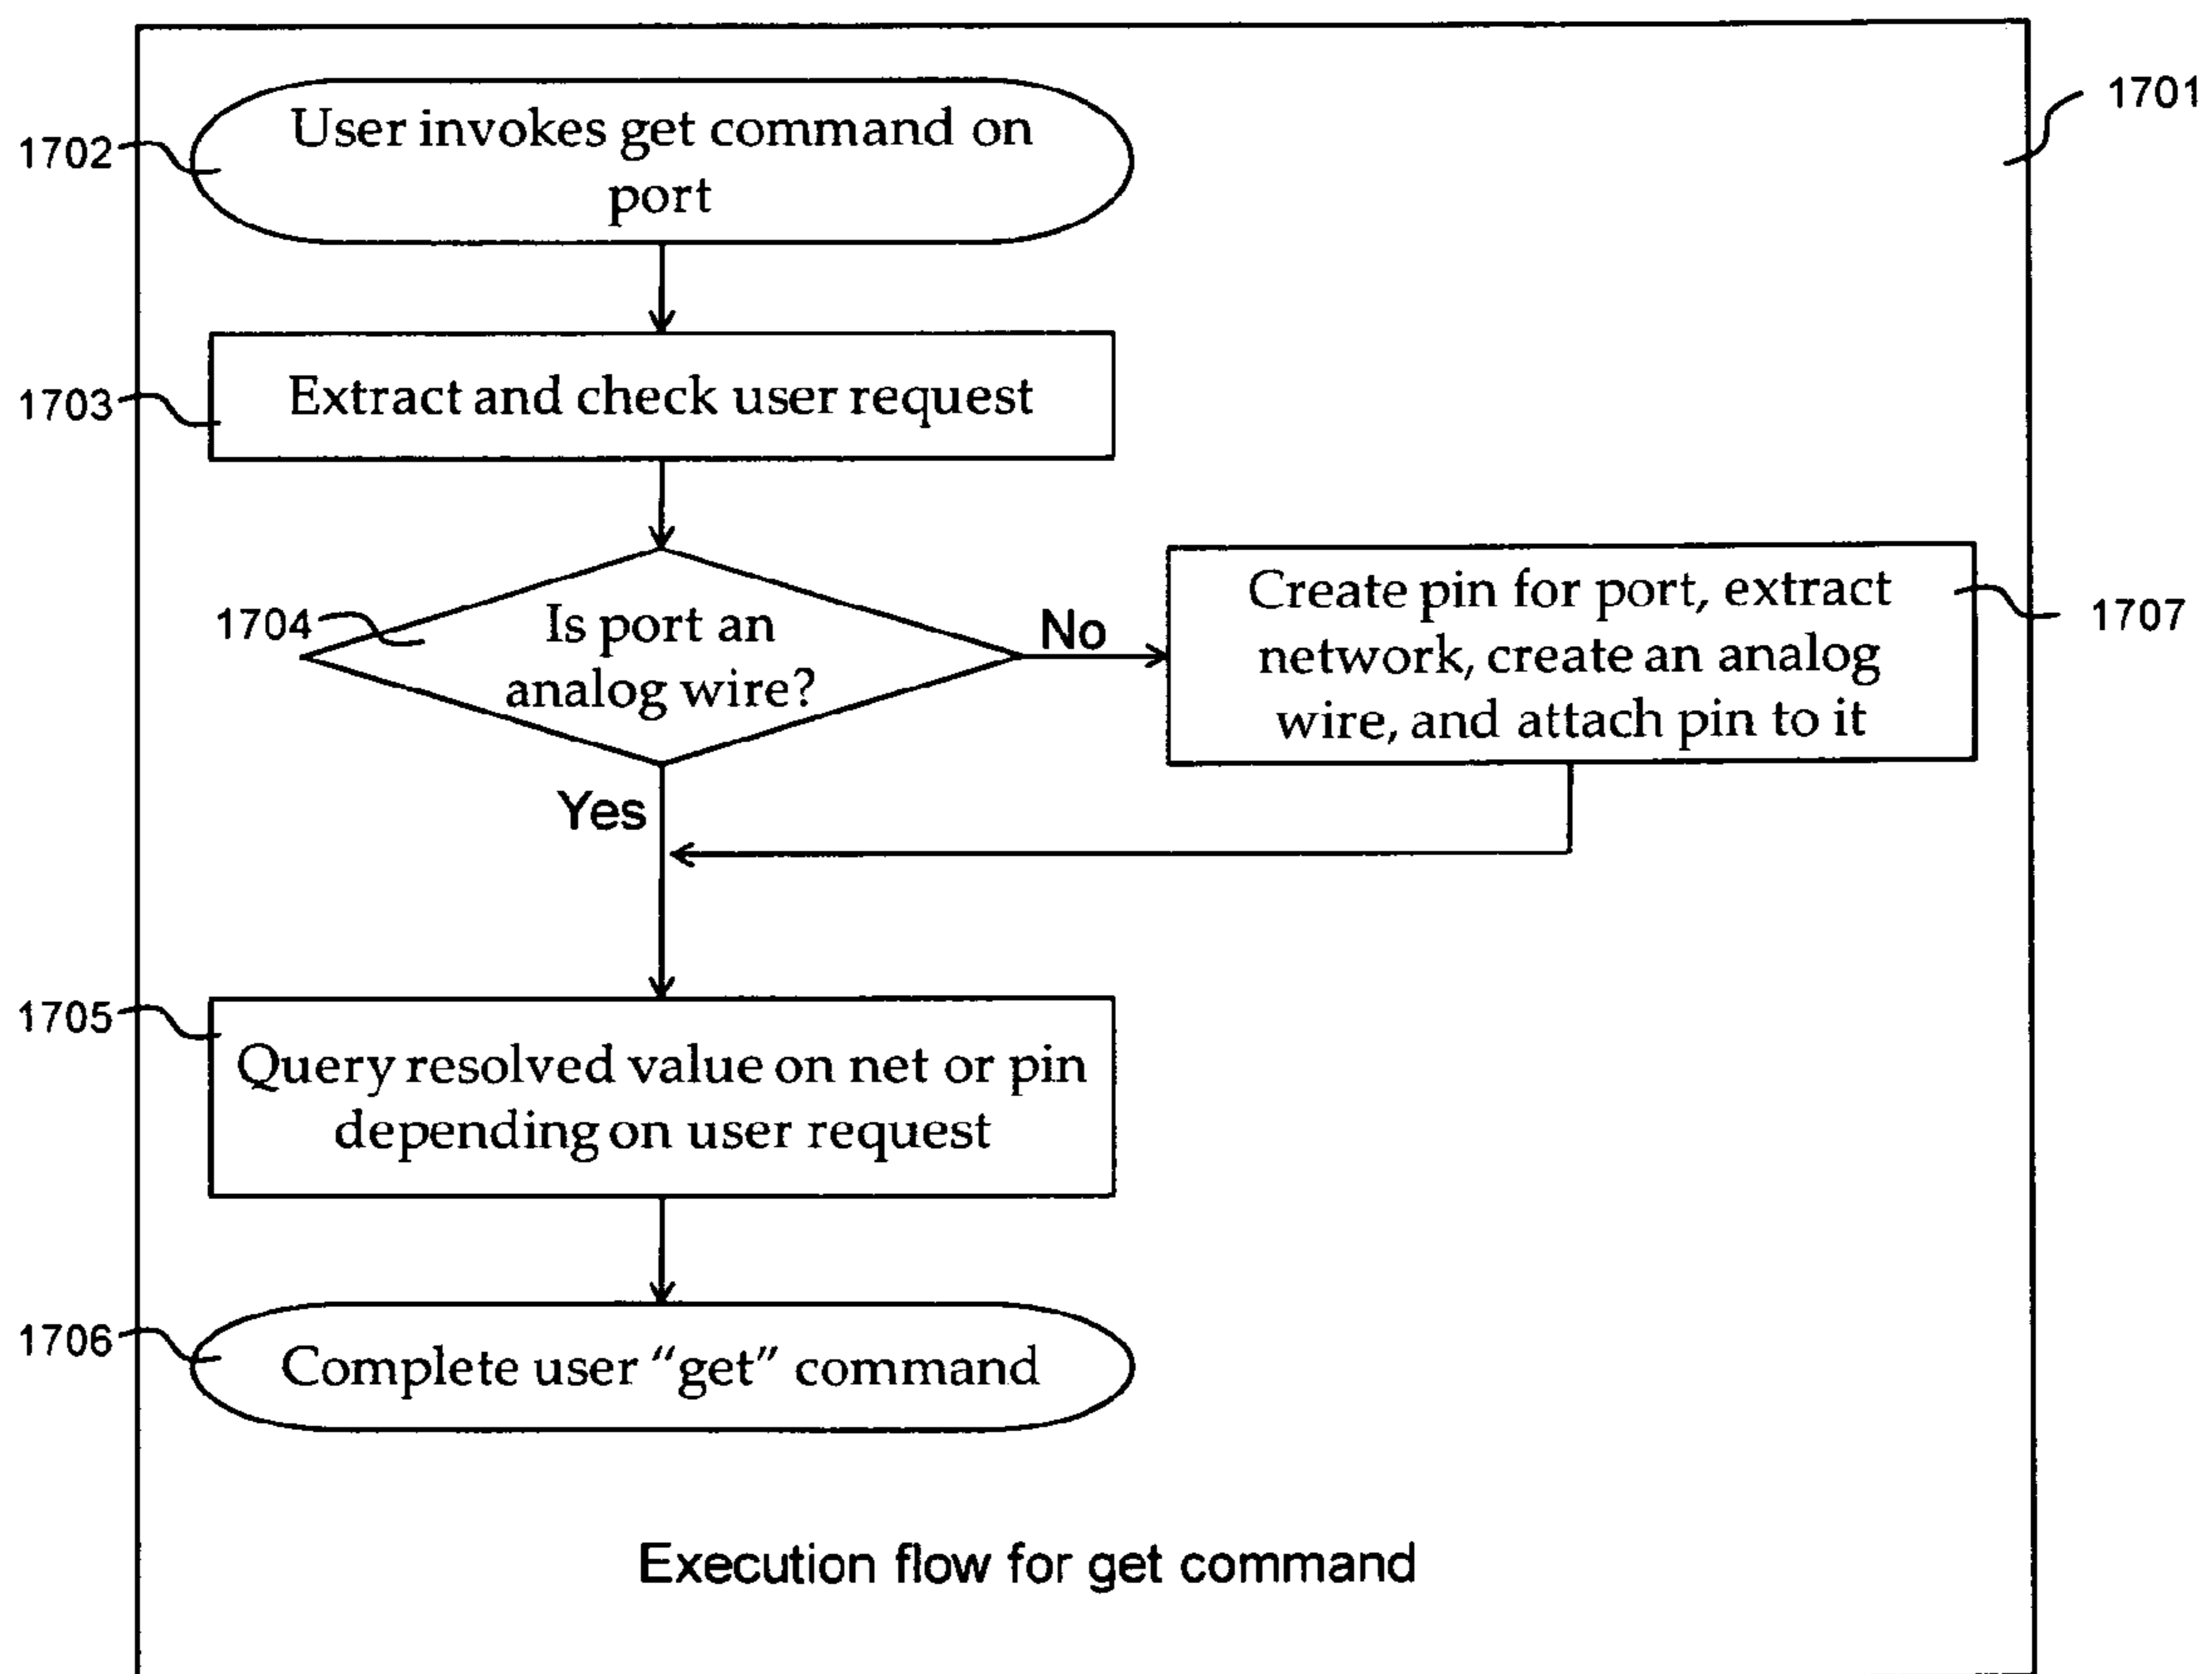 1701
1702
User invokes get command on
port
1703
Extract and check user request
1704
Is port an
analog wire?
No
Create pin for port, extract
network, create an analog
wire, and attach pin to it
1707
Yes
1705
Query resolved value on net or pin
depending on user request
1706
Complete user “get” command
Execution flow for get command